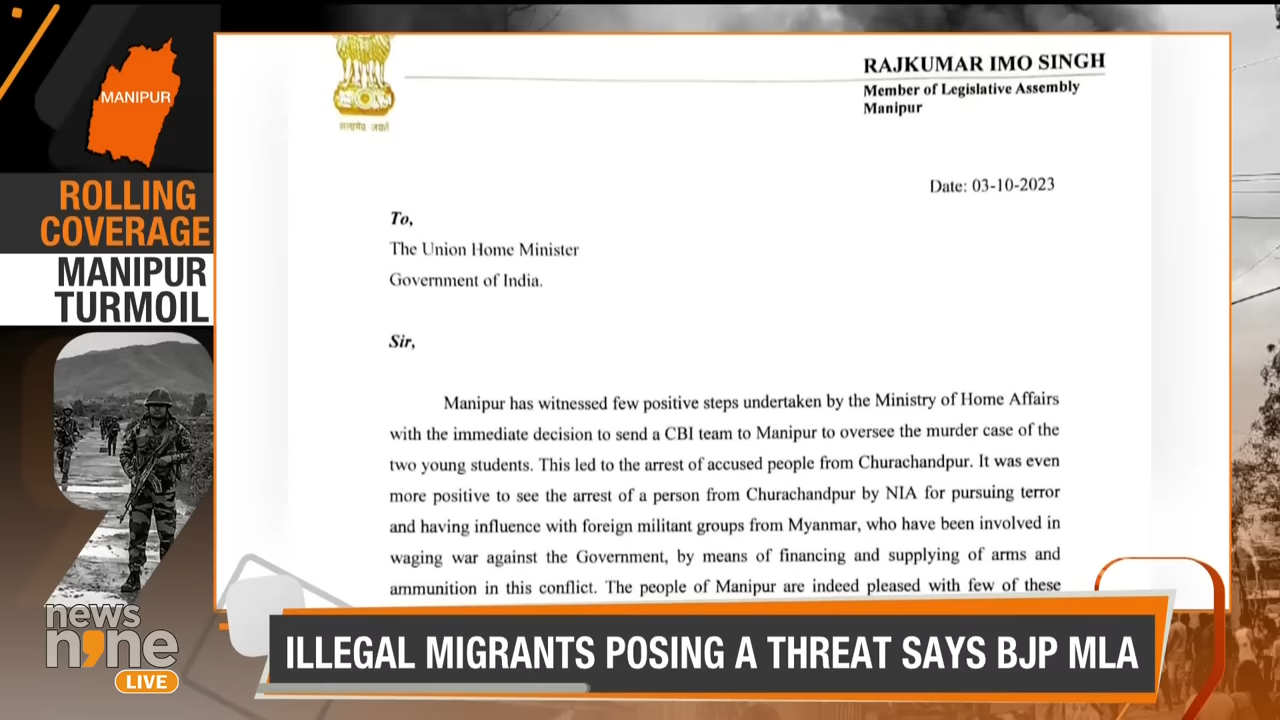 MANIPUR
ROLLING
COVERAGE
MANIPUR
TURMOIL
सत्यमेव जयते
RAJKUMAR IMO SINGH
Member of Legislative Assembly
Manipur
Date: 03-10-2023
To,
The Union Home Minister
Government of India.
Sir,
Manipur has witnessed few positive steps undertaken by the Ministry of Home Affairs
with the immediate decision to send a CBI team to Manipur to oversee the murder case of the
two young students. This led to the arrest of accused people from Churachandpur. It was even
more positive to see the arrest of a person from Churachandpur by NIA for pursuing terror
and having influence with foreign militant groups from Myanmar, who have been involved in
waging war against the Government, by means of financing and supplying of arms and
ammunition in this conflict. The people of Manipur are indeed pleased with few of these
news
nine
LIVE
ILLEGAL MIGRANTS POSING A THREAT SAYS BJP MLA